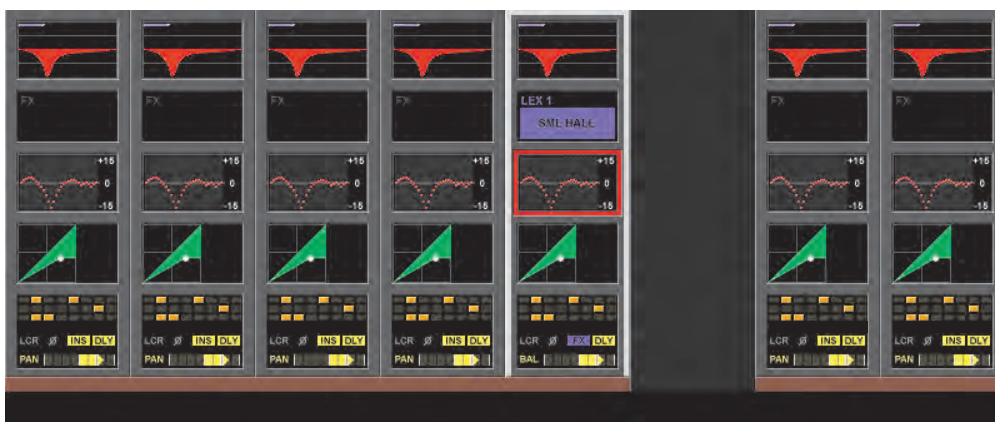 FX FX FX FX LEX 1 FX FX
SML HALL
+15 +15 +15 +15 +15 +15 +15
0 0 0 0 0 0 0
-15 -15 -15 -15 -15 -15 -15
LCR Ø INS DLY LCR Ø INS DLY LCR Ø INS DLY LCR Ø INS DLY LCR Ø FX DLY LCR Ø INS DLY LCR Ø INS DLY
PAN PAN PAN PAN BAL PAN PAN